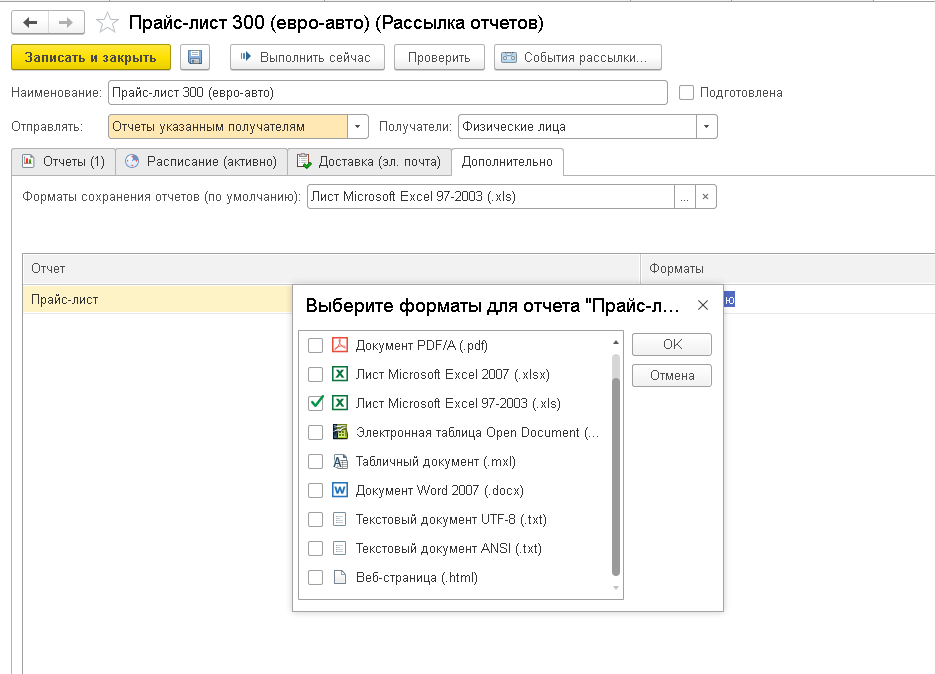 Прайс-лист 300 (евро-авто) (Рассылка отчетов)
Записать и закрыть Выполнить сейчас Проверить События рассылки...
Наименование: Прайс-лист 300 (евро-авто) Подготовлена
Отправлять: Отчеты указанным получателям Получатели: Физические лица
Отчеты (1) Расписание (активно) Доставка (эл. почта) Дополнительно
Форматы сохранения отчетов (по умолчанию): Лист Microsoft Excel 97-2003 (.xls) ... ×
Отчет Форматы
Прайс-лист ю
Выберите форматы для отчета "Прайс-л...
Документ PDF/A (.pdf) OK
Лист Microsoft Excel 2007 (.xlsx) Отмена
Лист Microsoft Excel 97-2003 (.xls)
Электронная таблица Open Document (...
Табличный документ (.mxl)
Документ Word 2007 (.docx)
Текстовый документ UTF-8 (.txt)
Текстовый документ ANSI (.txt)
Веб-страница (.html)